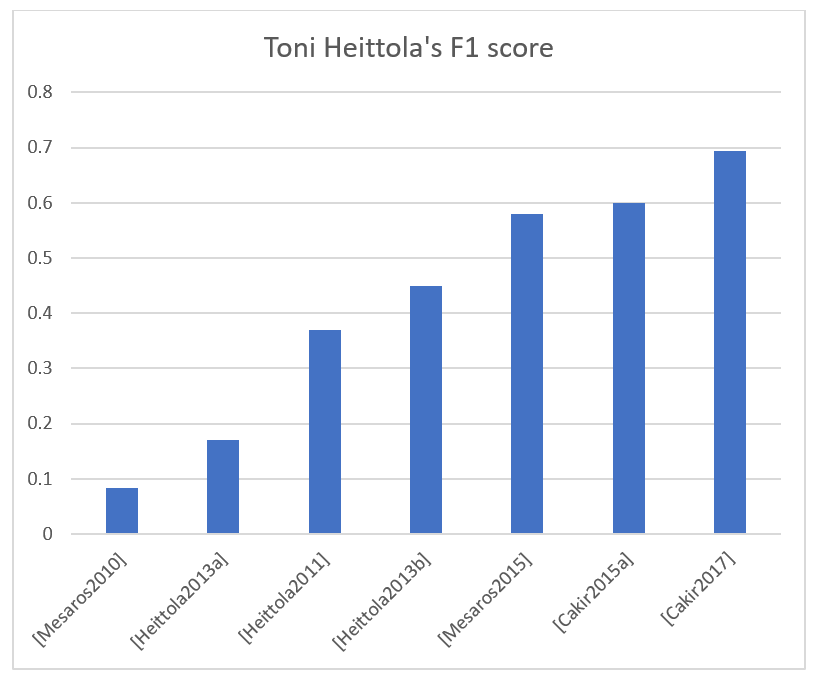 Toni Heittola's F1 score
0.8
0.7
0.6
0.5
0.4
0.3
0.2
0.1
0
[Mesaros2010]
[Heittola2013a]
[Heittola2011]
[Heittola2013b]
[Mesaros2015]
[Cakir2015a]
[Cakir2017]